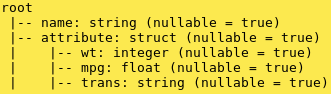 root
 |-- name: string (nullable = true)
 |-- attribute: struct (nullable = true)
 |    |-- wt: integer (nullable = true)
 |    |-- mpg: float (nullable = true)
 |    |-- trans: string (nullable = true)